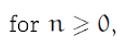 for n ⩾ 0,